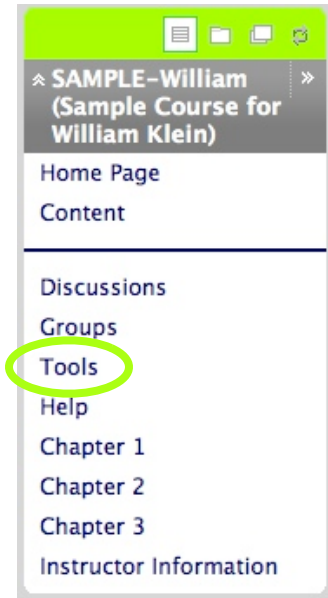 SAMPLE-William
(Sample Course for
William Klein)
Home Page
Content
Discussions
Groups
Tools
Help
Chapter 1
Chapter 2
Chapter 3
Instructor Information